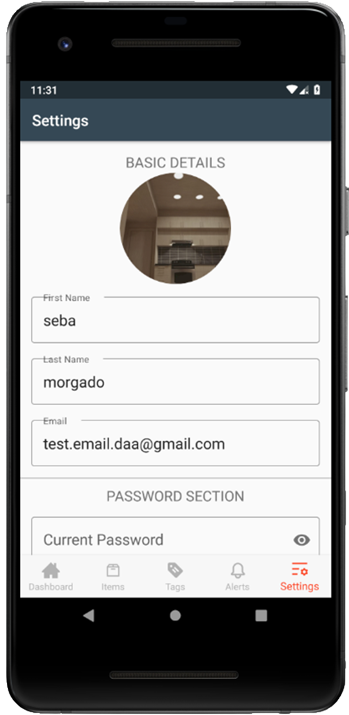 11:31
Settings
BASIC DETAILS
First Name
seba
Last Name
morgado
Email
test.email.daa@gmail.com
PASSWORD SECTION
Current Password
Dashboard Items Tags Alerts Settings